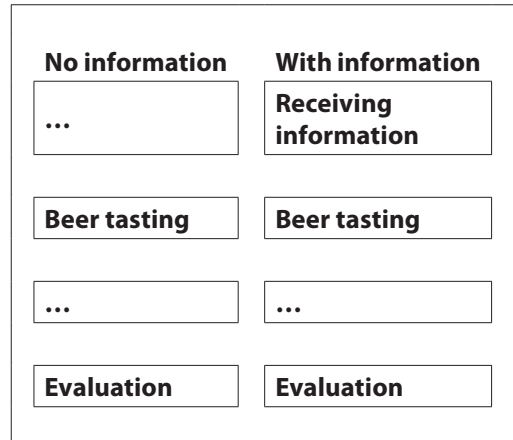 No information
With information
...
Receiving
information
Beer tasting
Beer tasting
...
...
Evaluation
Evaluation